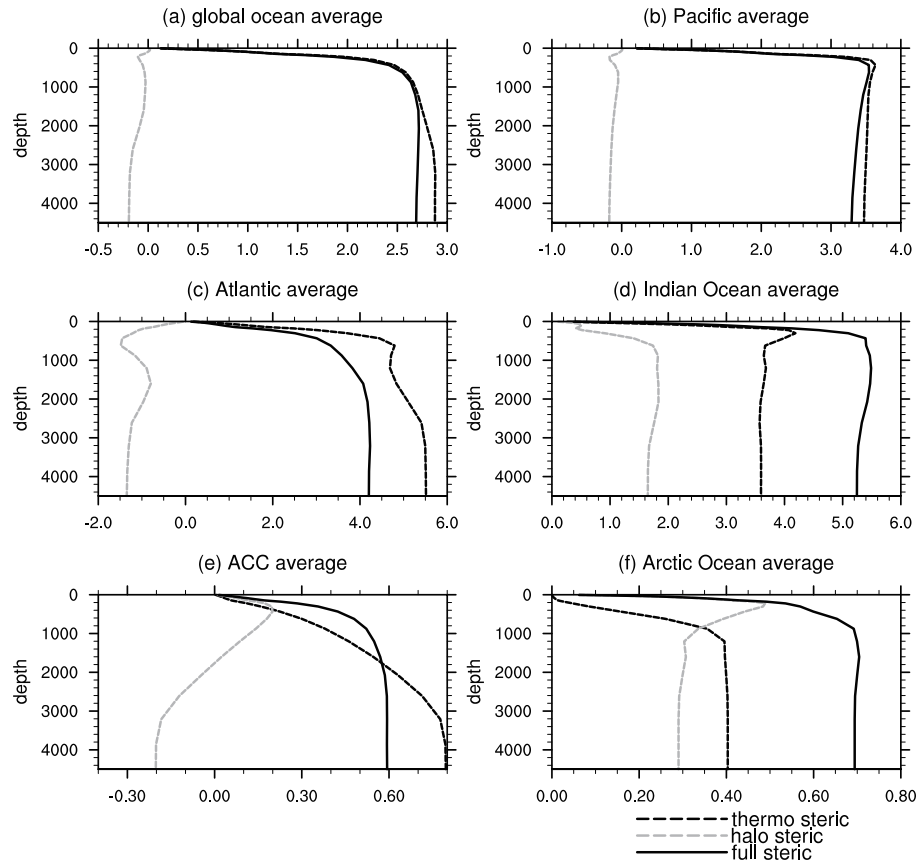 (a) global ocean average
(b) Pacific average
0
1000
2000
3000
4000
depth
-0.5 0.0 0.5 1.0 1.5 2.0 2.5 3.0
0
1000
2000
3000
4000
depth
-1.0 0.0 1.0 2.0 3.0 4.0
(c) Atlantic average
(d) Indian Ocean average
0
1000
2000
3000
4000
depth
-2.0 0.0 2.0 4.0 6.0
0
1000
2000
3000
4000
depth
0.0 1.0 2.0 3.0 4.0 5.0 6.0
(e) ACC average
(f) Arctic Ocean average
0
1000
2000
3000
4000
depth
-0.30 0.00 0.30 0.60
0
1000
2000
3000
4000
depth
0.00 0.20 0.40 0.60 0.80
thermo steric
halo steric
full steric